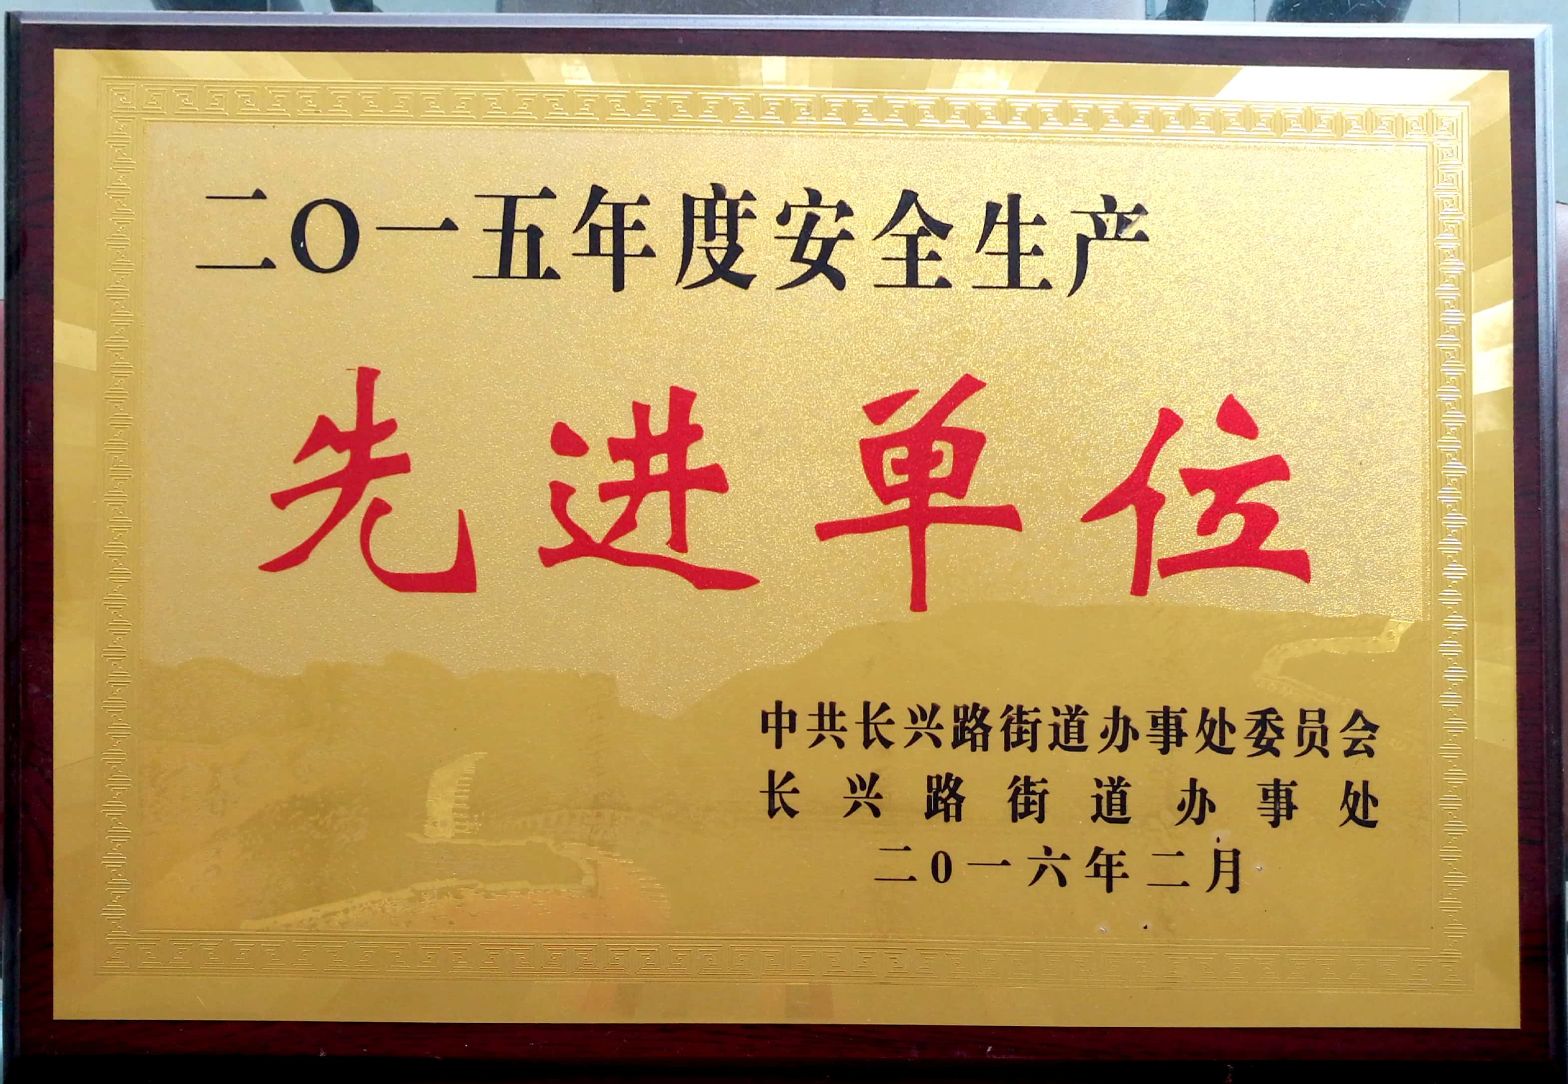 二O一五年度安全生产
先进单位
中共长兴路街道办事处委员会
长兴路街道办事处
二0一六年二月